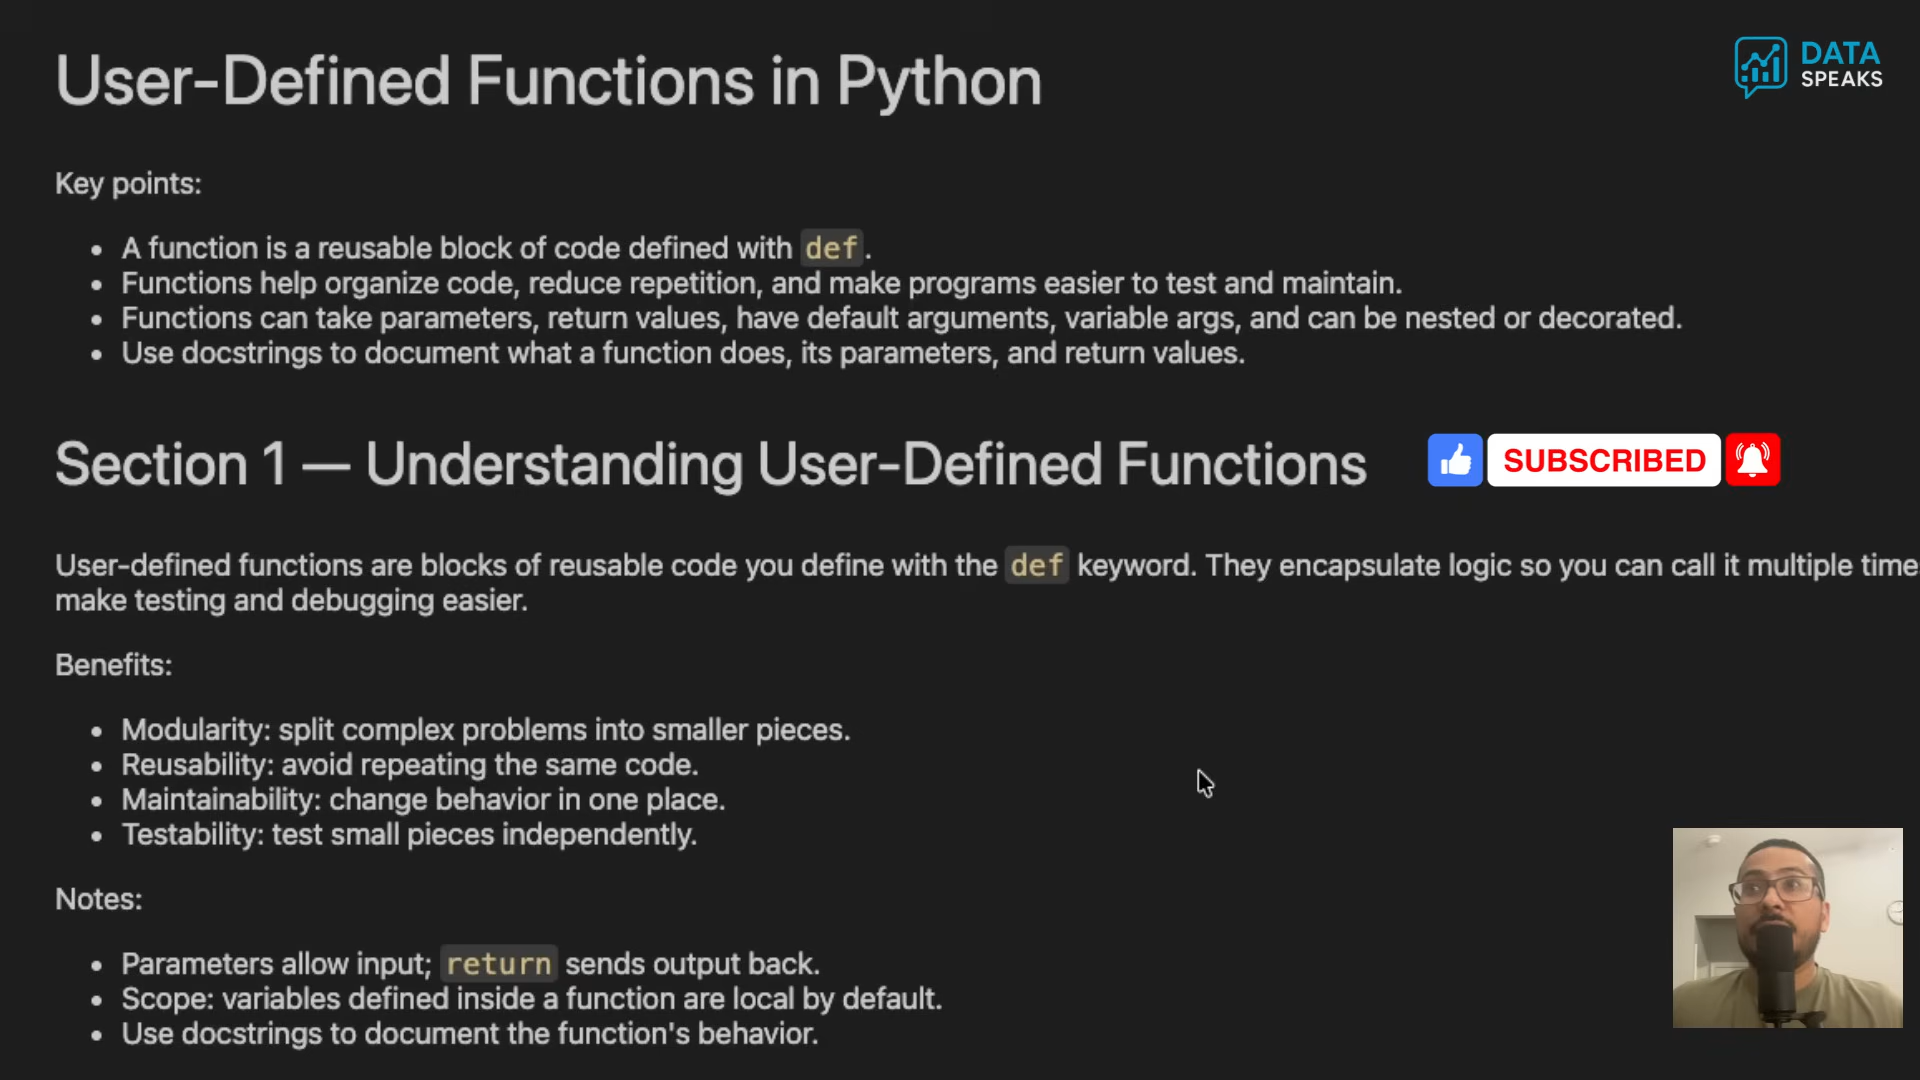 User-Defined Functions in Python
DATA
SPEAKS
Key points:
• A function is a reusable block of code defined with def.
• Functions help organize code, reduce repetition, and make programs easier to test and maintain.
• Functions can take parameters, return values, have default arguments, variable args, and can be nested or decorated.
• Use docstrings to document what a function does, its parameters, and return values.
Section 1 — Understanding User-Defined Functions
SUBSCRIBED
User-defined functions are blocks of reusable code you define with the def keyword. They encapsulate logic so you can call it multiple time
make testing and debugging easier.
Benefits:
• Modularity: split complex problems into smaller pieces.
• Reusability: avoid repeating the same code.
• Maintainability: change behavior in one place.
• Testability: test small pieces independently.
Notes:
• Parameters allow input; return sends output back.
• Scope: variables defined inside a function are local by default.
• Use docstrings to document the function's behavior.